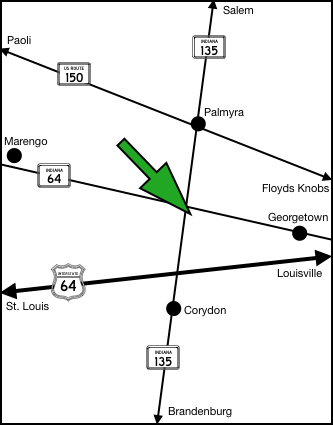 Salem
INDIANA
135
Paoli
US ROUTE
150
Palmyra
Marengo
INDIANA
64
Floyds Knobs
Georgetown
INTERSTATE
64
Louisville
St. Louis
Corydon
INDIANA
135
Brandenburg